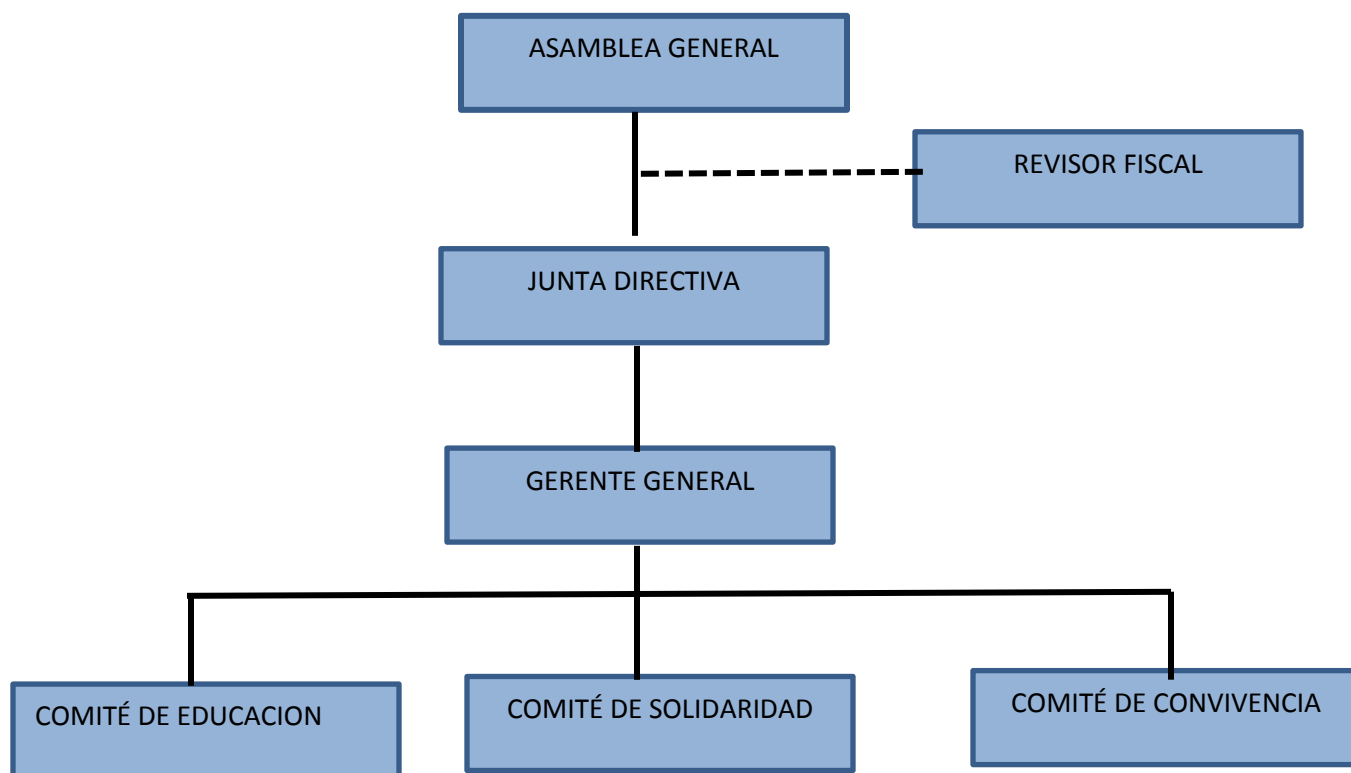 ASAMBLEA GENERAL
REVISOR FISCAL
JUNTA DIRECTIVA
GERENTE GENERAL
COMITÉ DE EDUCACION
COMITÉ DE SOLIDARIDAD
COMITÉ DE CONVIVENCIA